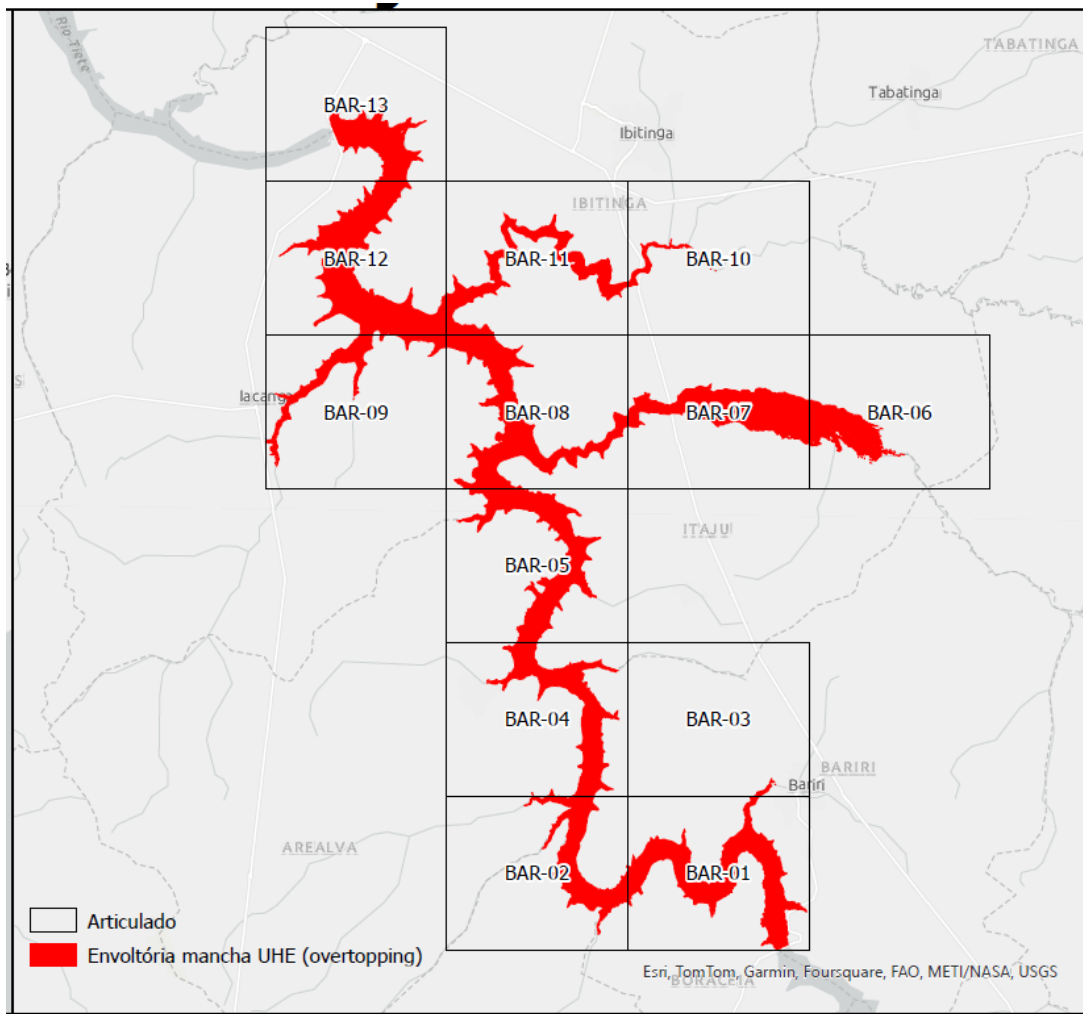 Rio Tietê
TABATINGA
Tabatinga
BAR-13
Ibitinga
IBITINGA
BAR-12
BAR-11
BAR-10
Iacanga
BAR-09
BAR-08
BAR-07
BAR-06
ITAJU
BAR-05
BAR-04
BAR-03
BARIRI
Bariri
AREALVA
BAR-02
BAR-01
Articulado
Envoltória mancha UHE (overtopping)
Esri, TomTom, Garmin, Foursquare, FAO, METI/NASA, USGS
BORACEIA